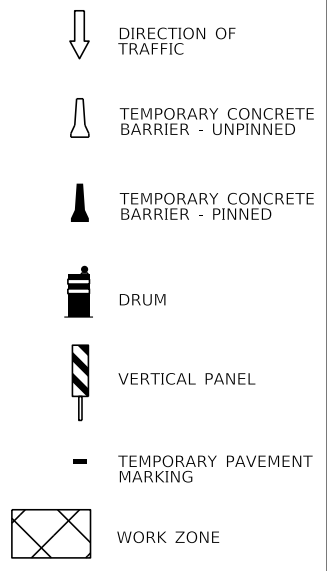 DIRECTION OF
TRAFFIC
TEMPORARY CONCRETE
BARRIER - UNPINNED
TEMPORARY CONCRETE
BARRIER - PINNED
DRUM
VERTICAL PANEL
TEMPORARY PAVEMENT
MARKING
WORK ZONE